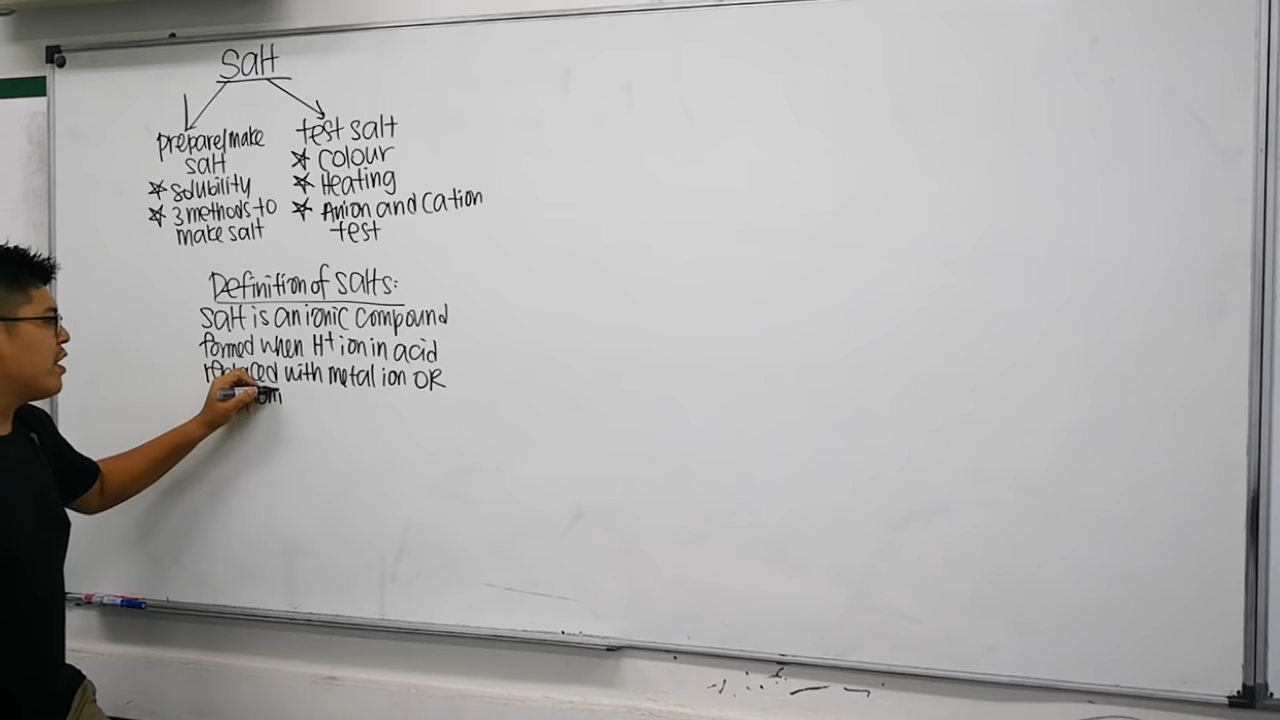 Salt
prepare/make
salt
☆ solubility
☆ 3 methods to
make salt
test salt
☆ Colour
☆ Heating
☆ Anion and Cation
test
Definition of salts:
Salt is an ionic compound
formed when H+ ion in acid
replaced with metal ion OR